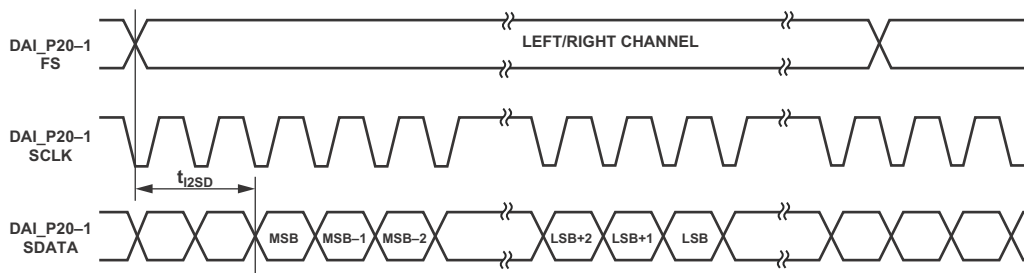 DAI_P20–1
FS
LEFT/RIGHT CHANNEL
DAI_P20–1
SCLK
tI2SD
DAI_P20–1
SDATA
MSB
MSB–1
MSB–2
LSB+2
LSB+1
LSB